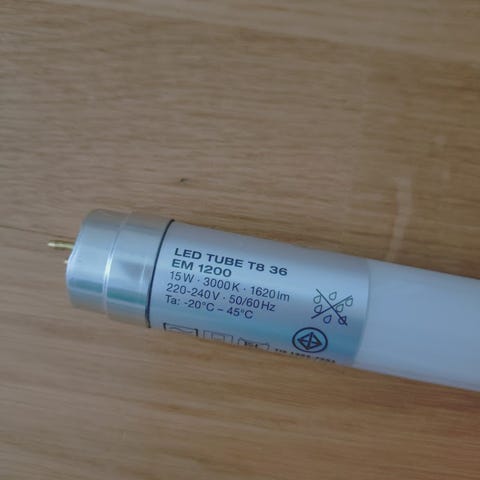 LED TUBE T8 36
EM 1200
15W · 3000K · 1620lm
220-240V · 50/60Hz
Ta: -20°C – 45°C